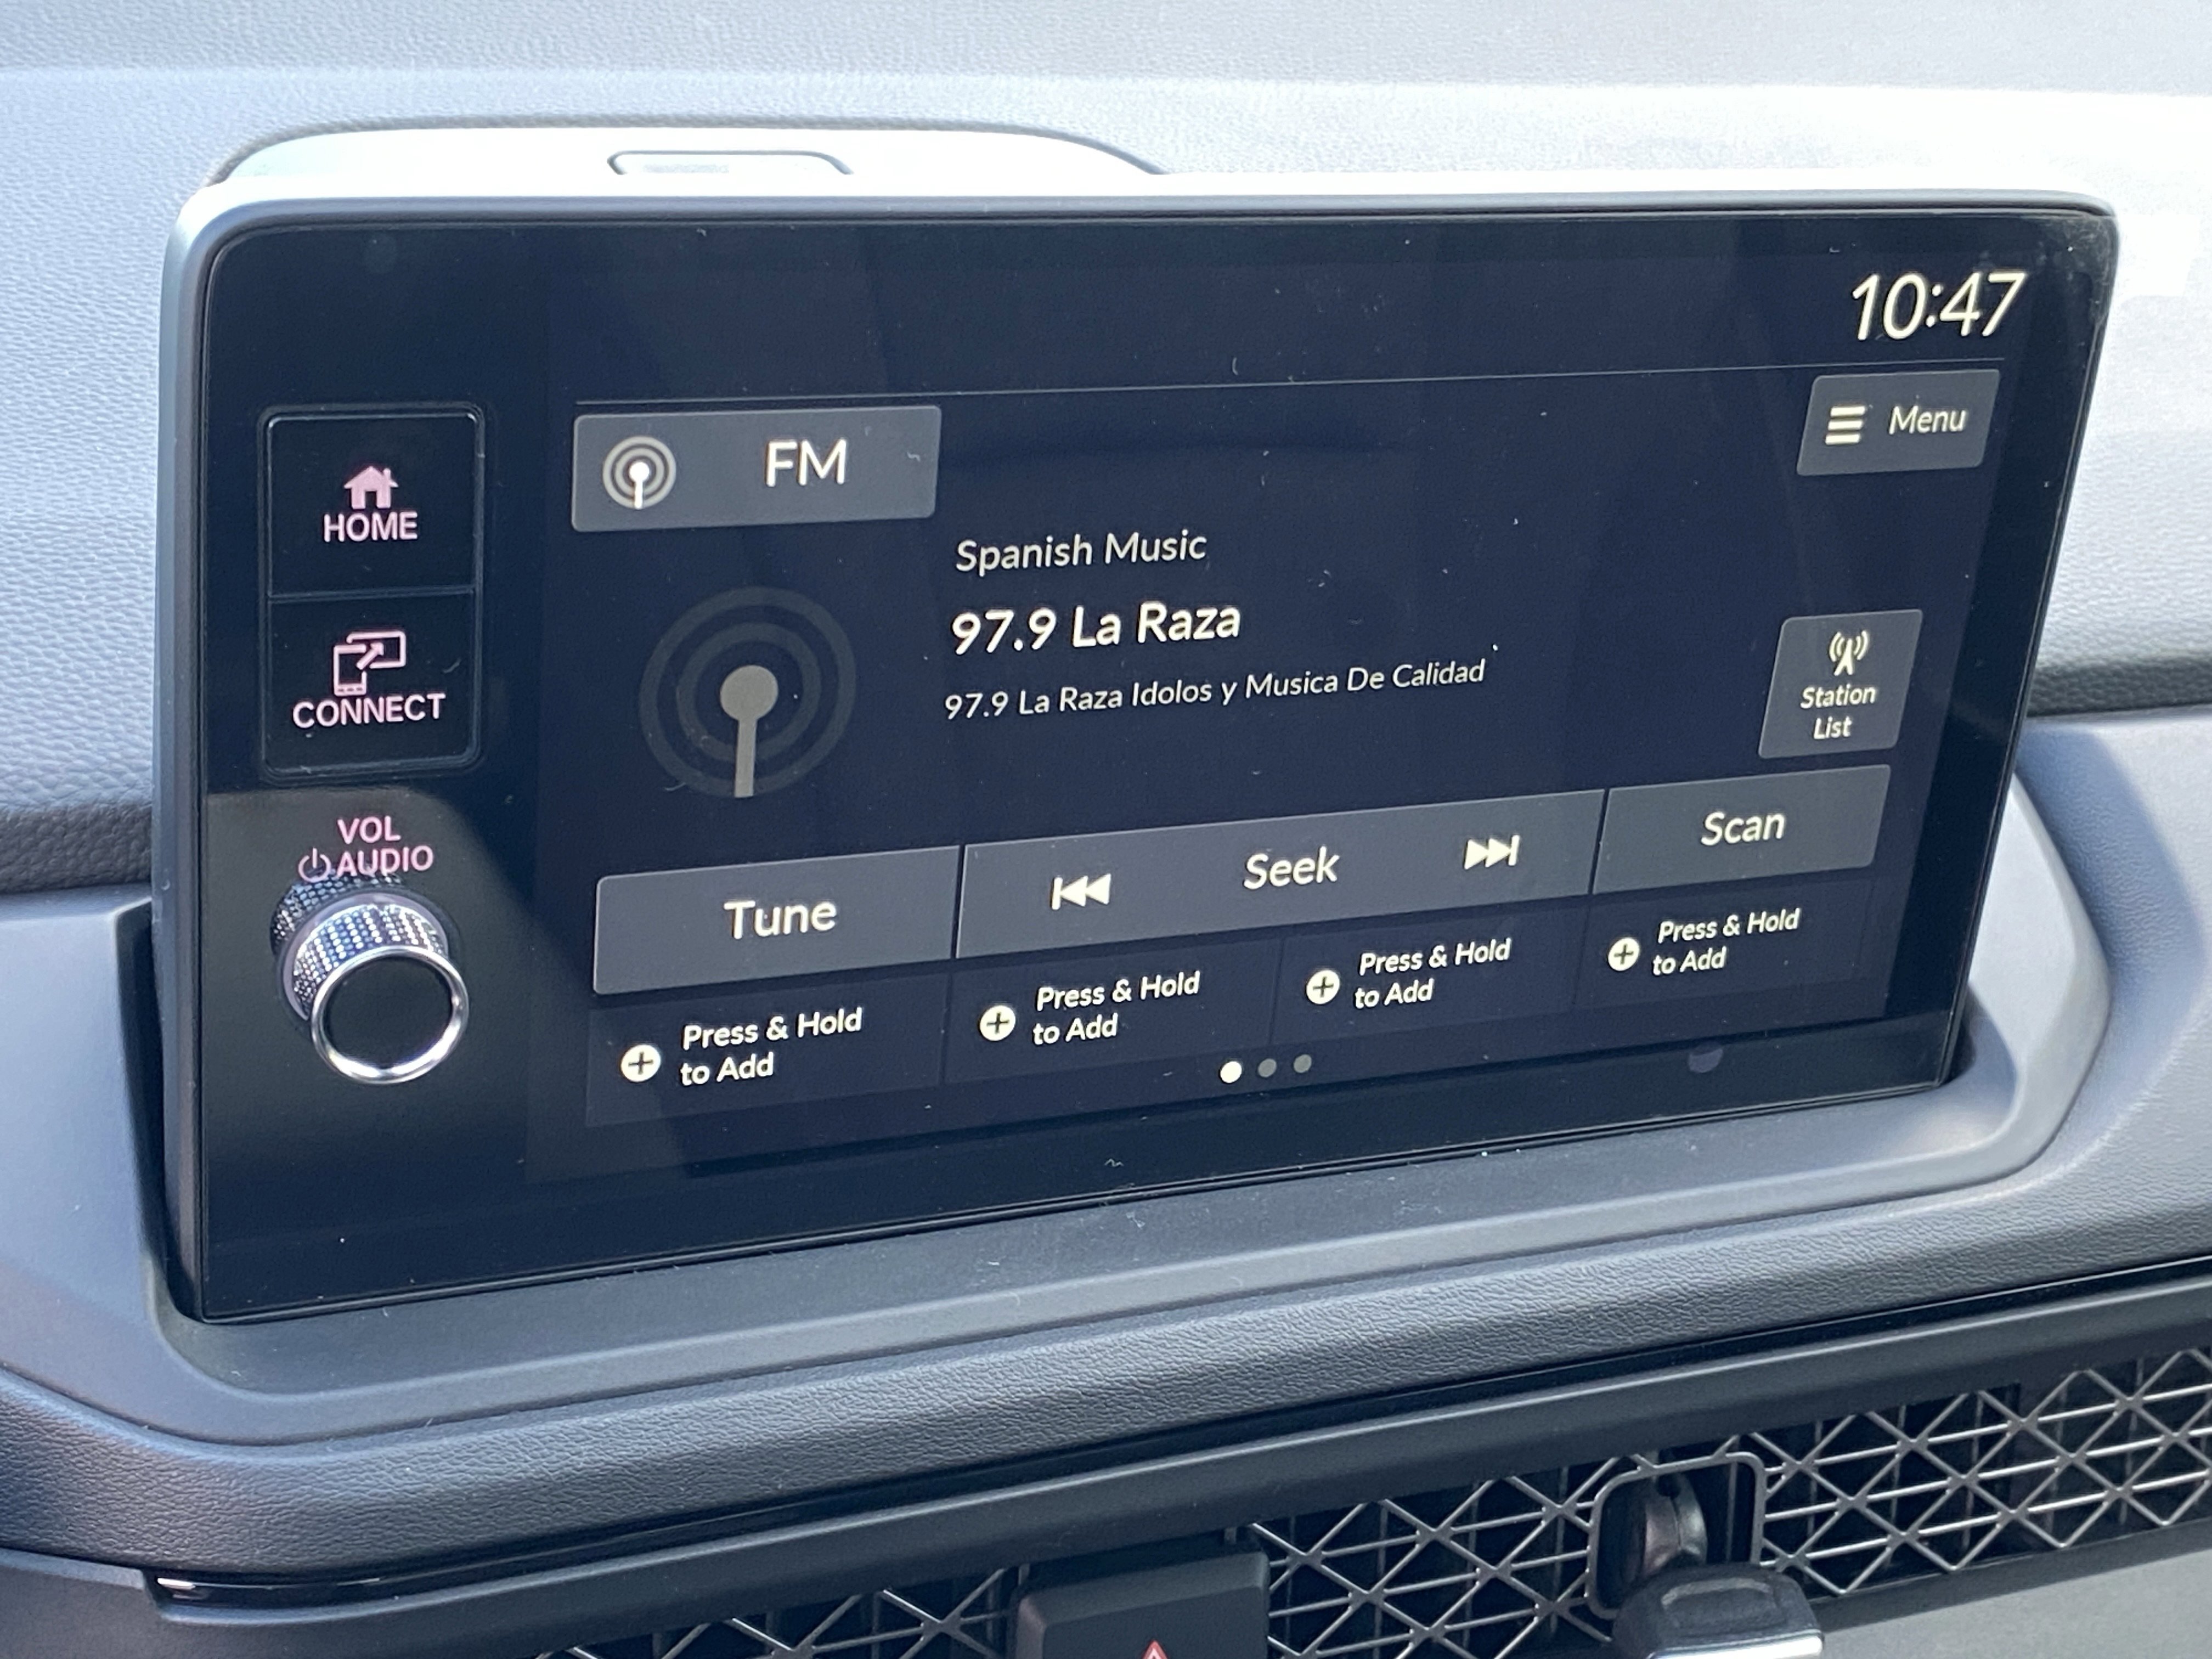 10:47
FM
Menu
HOME
CONNECT
VOL
AUDIO
Spanish Music
97.9 La Raza
97.9 La Raza Idolos y Musica De Calidad
Station
List
Tune
Seek
Scan
Press & Hold
to Add
Press & Hold
to Add
Press & Hold
to Add
Press & Hold
to Add